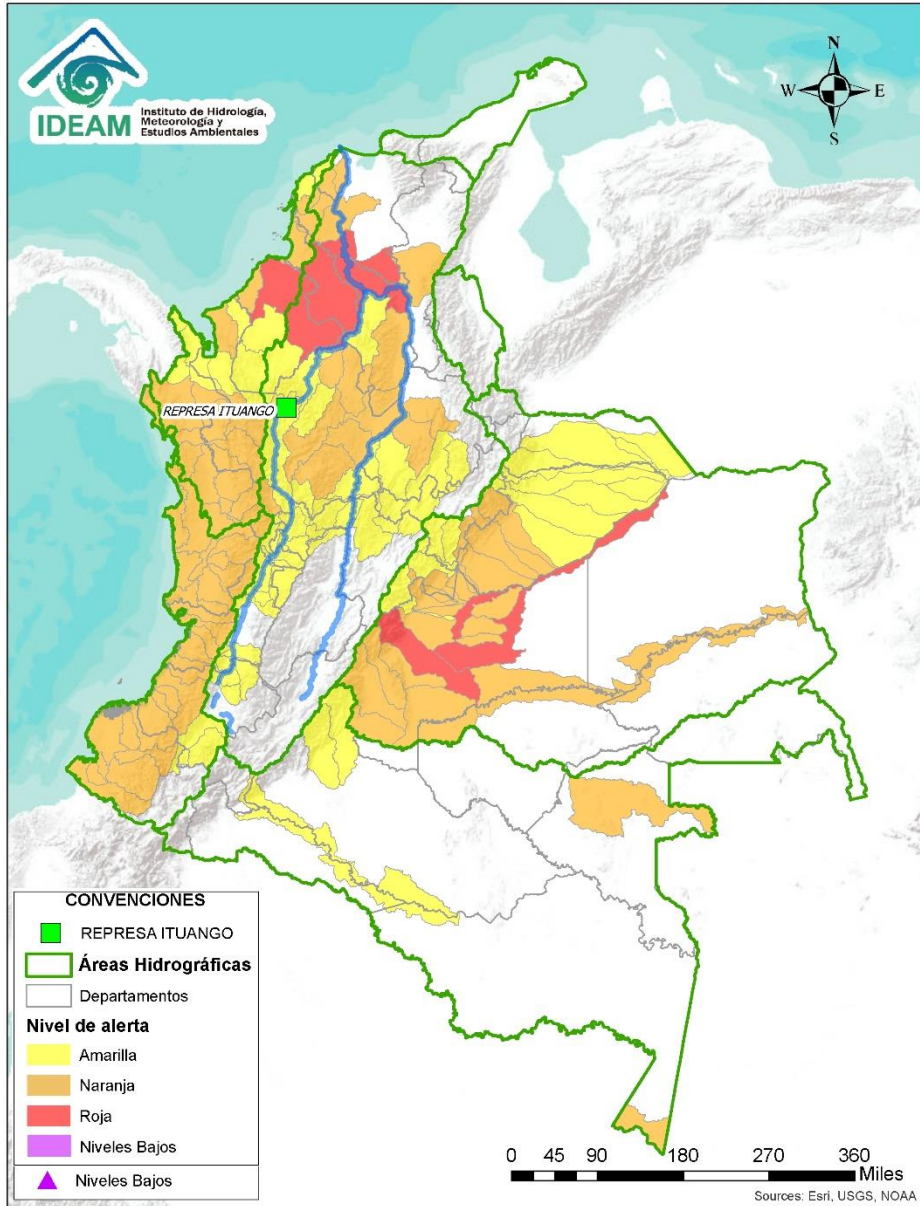 IDEAM
Instituto de Hidrología,
Meteorología y
Estudios Ambientales
N
W
E
S
REPRESA ITUANGO
CONVENCIONES
REPRESA ITUANGO
Áreas Hidrográficas
Departamentos
Nivel de alerta
Amarilla
Naranja
Roja
Niveles Bajos
Niveles Bajos
0 45 90 180 270 360
Miles
Sources: Esri, USGS, NOAA